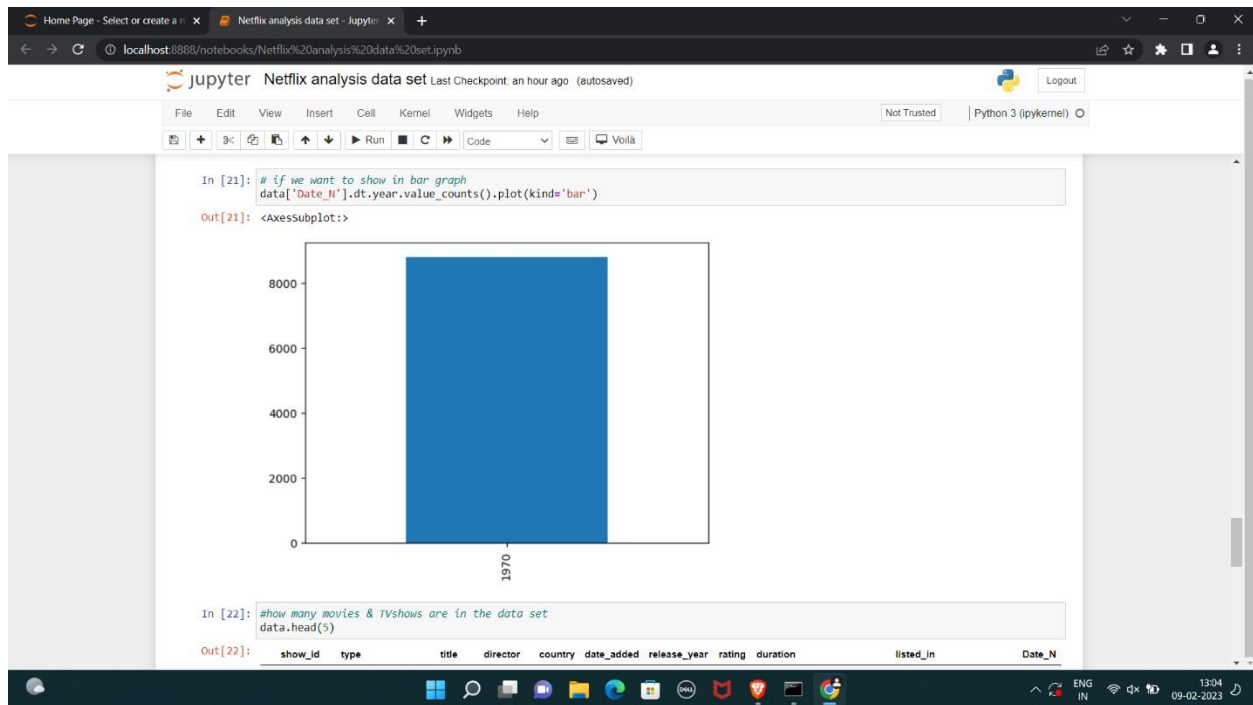 Home Page - Select or create a n
Netflix analysis data set - Jupyter
localhost:8888/notebooks/Netflix%20analysis%20data%20set.ipynb
jupyter Netflix analysis data set Last Checkpoint: an hour ago (autosaved)
Logout
File Edit View Insert Cell Kernel Widgets Help
Not Trusted Python 3 (ipykernel)
Run Code Voilà
In [21]: # if we want to show in bar graph
data['Date_N'].dt.year.value_counts().plot(kind='bar')
Out[21]: <AxesSubplot:>
8000
6000
4000
2000
0
1970
In [22]: #how many movies & TVshows are in the data set
data.head(5)
Out[22]: show_id type title director country date_added release_year rating duration listed_in Date_N
DELL
ENG
IN
13:04
09-02-2023